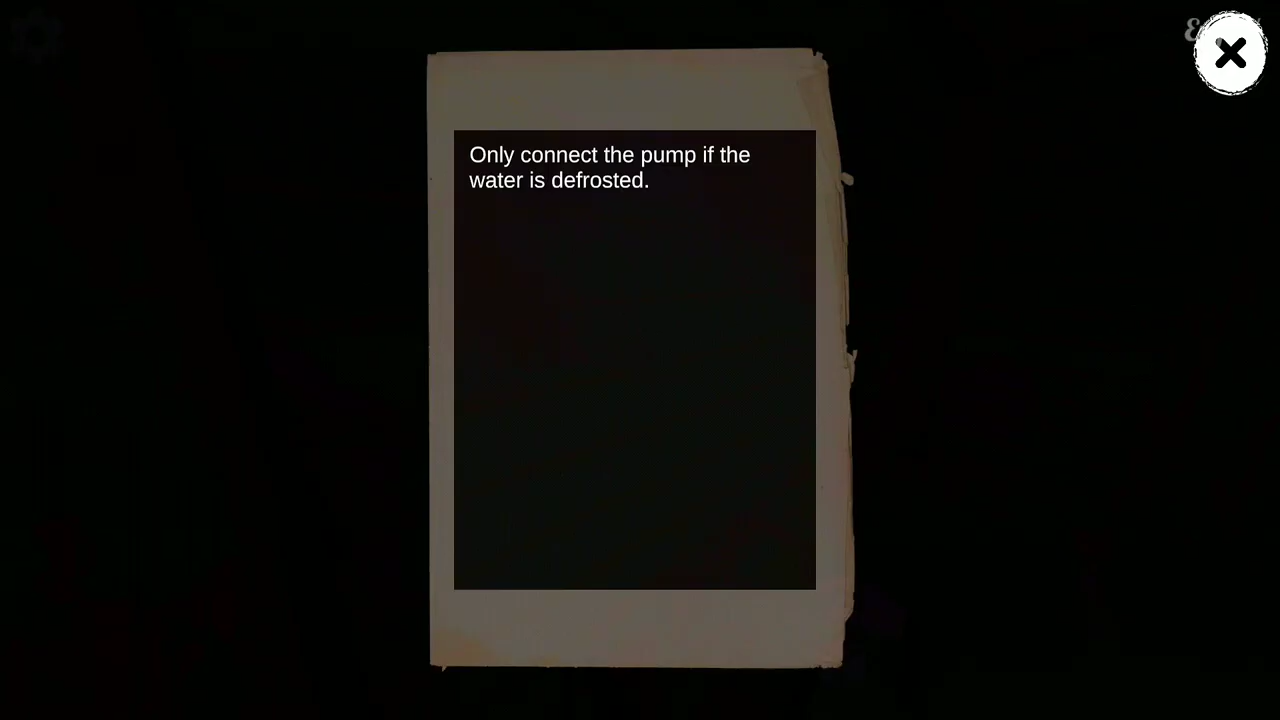 Only connect the pump if the
water is defrosted.